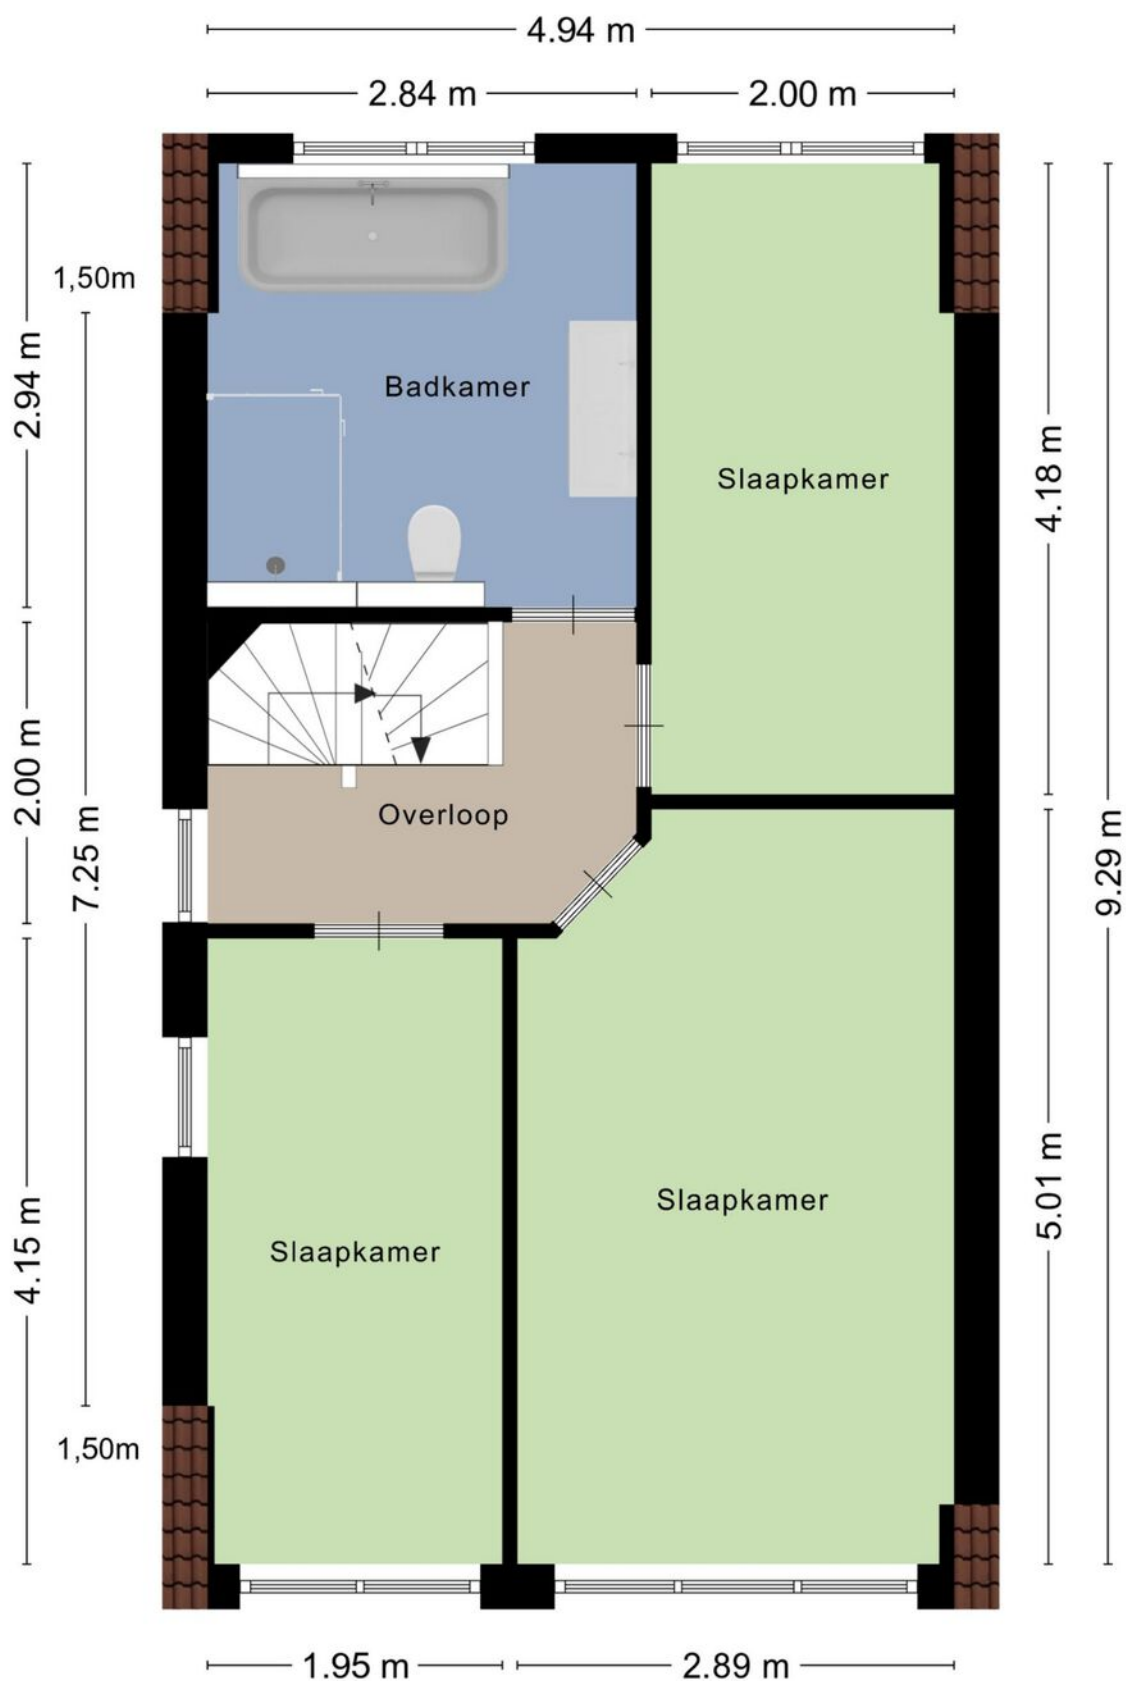 4.94 m
2.84 m
2.00 m
1,50m
2.94 m
Badkamer
4.18 m
Slaapkamer
2.00 m
7.25 m
Overloop
9.29 m
5.01 m
Slaapkamer
4.15 m
Slaapkamer
1,50m
1.95 m
2.89 m